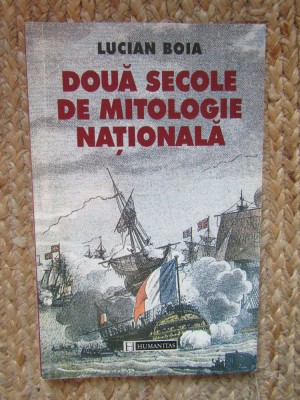 LUCIAN BOIA
DOUĂ SECOLE
DE MITOLOGIE
NAȚIONALĂ
H HUMANITAS